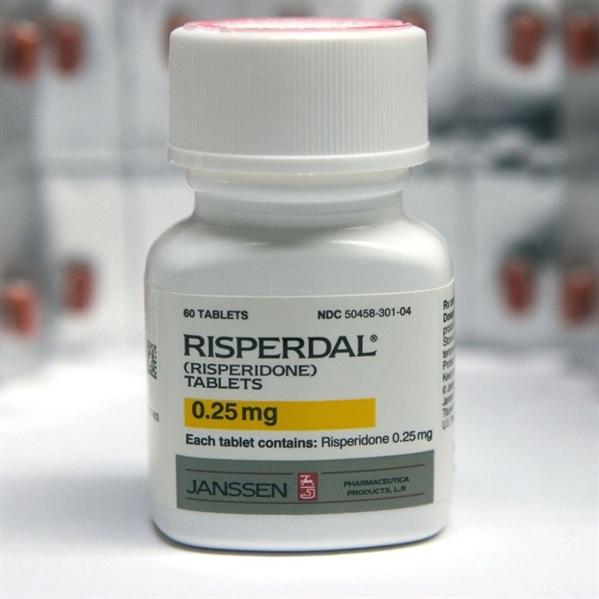 60 TABLETS NDC 50458-301-04
RISPERDAL®
(RISPERIDONE)
TABLETS
0.25 mg
Each tablet contains: Risperidone 0.25 mg
JANSSEN
PHARMACEUTICA
PRODUCTS, L.P.